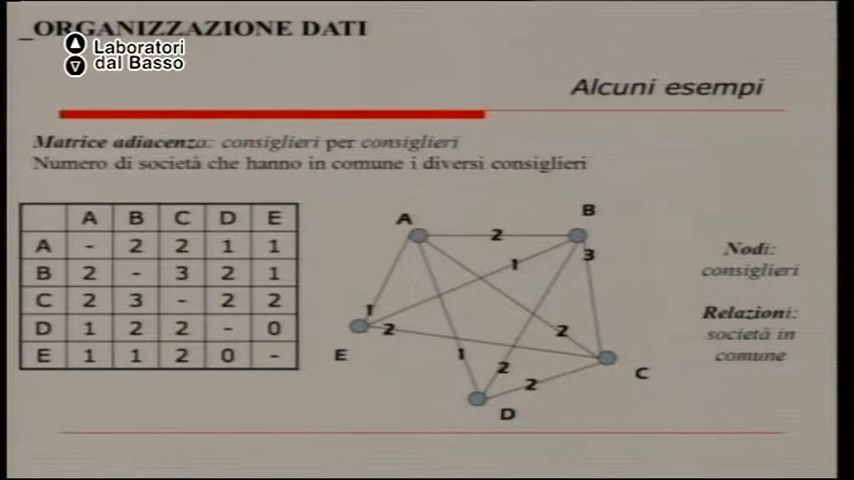 _ORGANIZZAZIONE DATI
Laboratori
dal Basso
Alcuni esempi
Matrice adiacenza: consiglieri per consiglieri
Numero di società che hanno in comune i diversi consiglieri
A B C D E
A - 2 2 1 1
B 2 - 3 2 1
C 2 3 - 2 2
D 1 2 2 - 0
E 1 1 2 0 -
A
B
2
3
1
1
2
E
1
2
2
2
C
D
Nodi:
consiglieri
Relazioni:
società in
comune